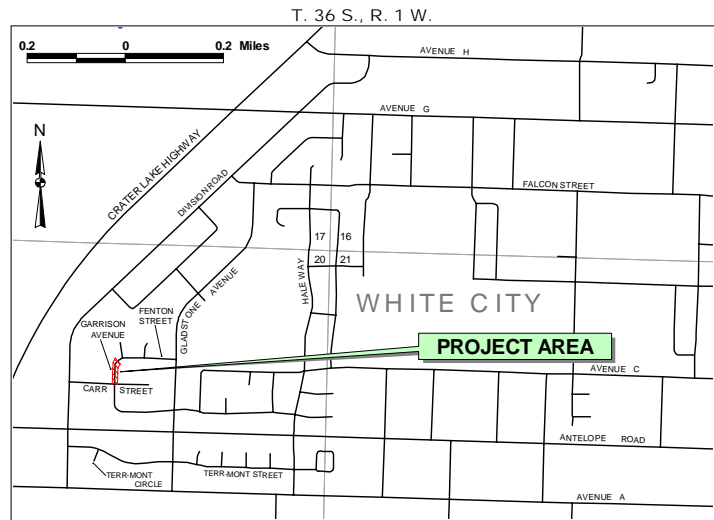 T. 36 S., R. 1 W.
0.2 0 0.2 Miles
AVENUE H
AVENUE G
N
CRATER LAKE HIGHWAY
DIVISION ROAD
FALCON STREET
17 16
20 21
HALE WAY
GLADSTONE AVENUE
WHITE CITY
FENTON
STREET
GARRISON
AVENUE
PROJECT AREA
AVENUE C
CARR STREET
ANTELOPE ROAD
TERR-MONT
CIRCLE
TERR-MONT STREET
AVENUE A